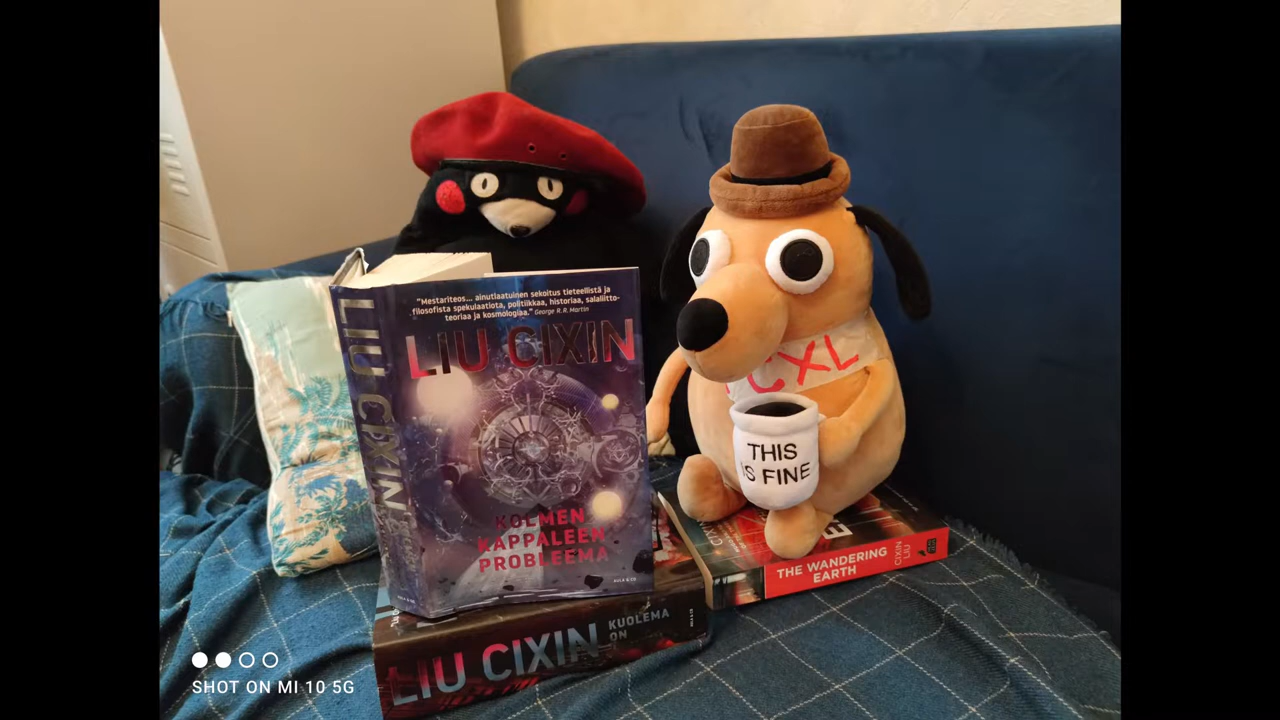 "Mestariteos... ainutlaatuinen sekoitus tieteellistä ja
filosofista spekulaatiota, politiikkaa, historiaa, salaliitto-
teoriaa ja kosmologiaa." George R.R. Martin
LIU CIXIN
KOLMEN
KAPPALEEN
PROBLEEMA
AULA & CO
LIU CIXIN
LIU CIXIN
KUOLEMA
ON
CXL
THIS
IS FINE
THE WANDERING
EARTH
CIXIN
LIU
SHOT ON MI 10 5G